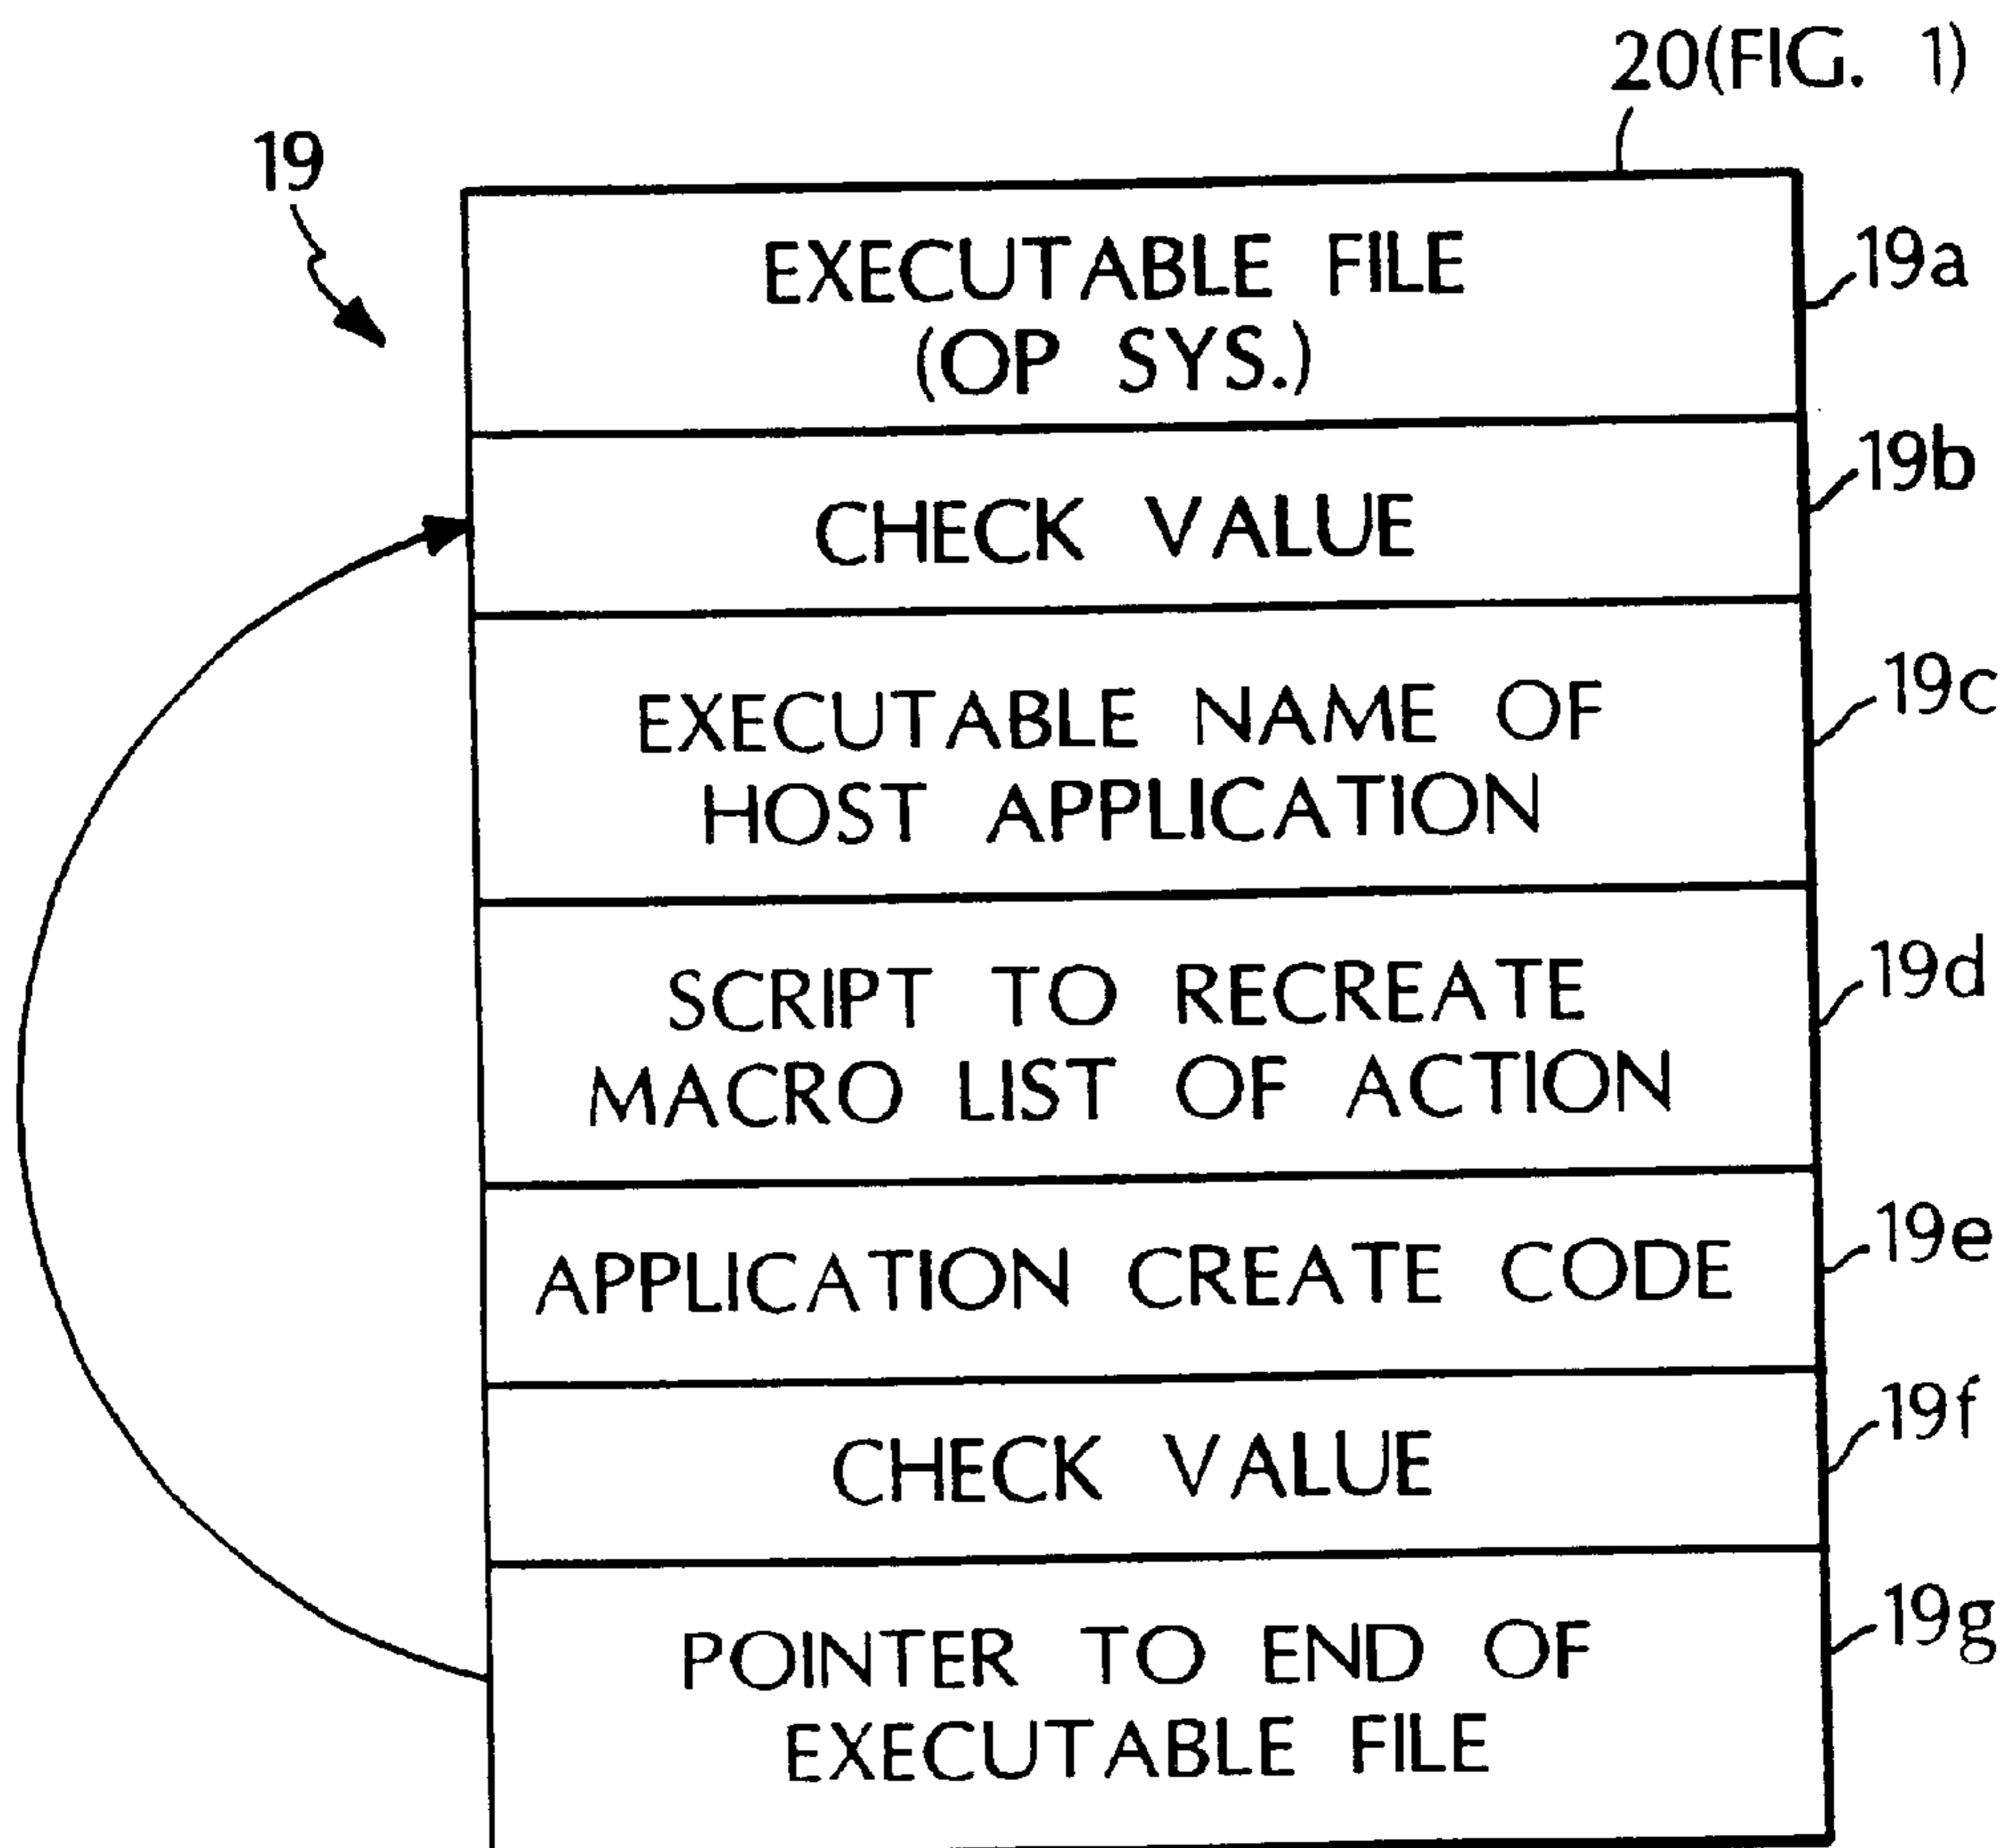 20(FIG. 1)
19
EXECUTABLE FILE
(OP SYS.)
19a
CHECK VALUE
19b
EXECUTABLE NAME OF
HOST APPLICATION
19c
SCRIPT TO RECREATE
MACRO LIST OF ACTION
19d
APPLICATION CREATE CODE
19e
CHECK VALUE
19f
POINTER TO END OF
EXECUTABLE FILE
19g